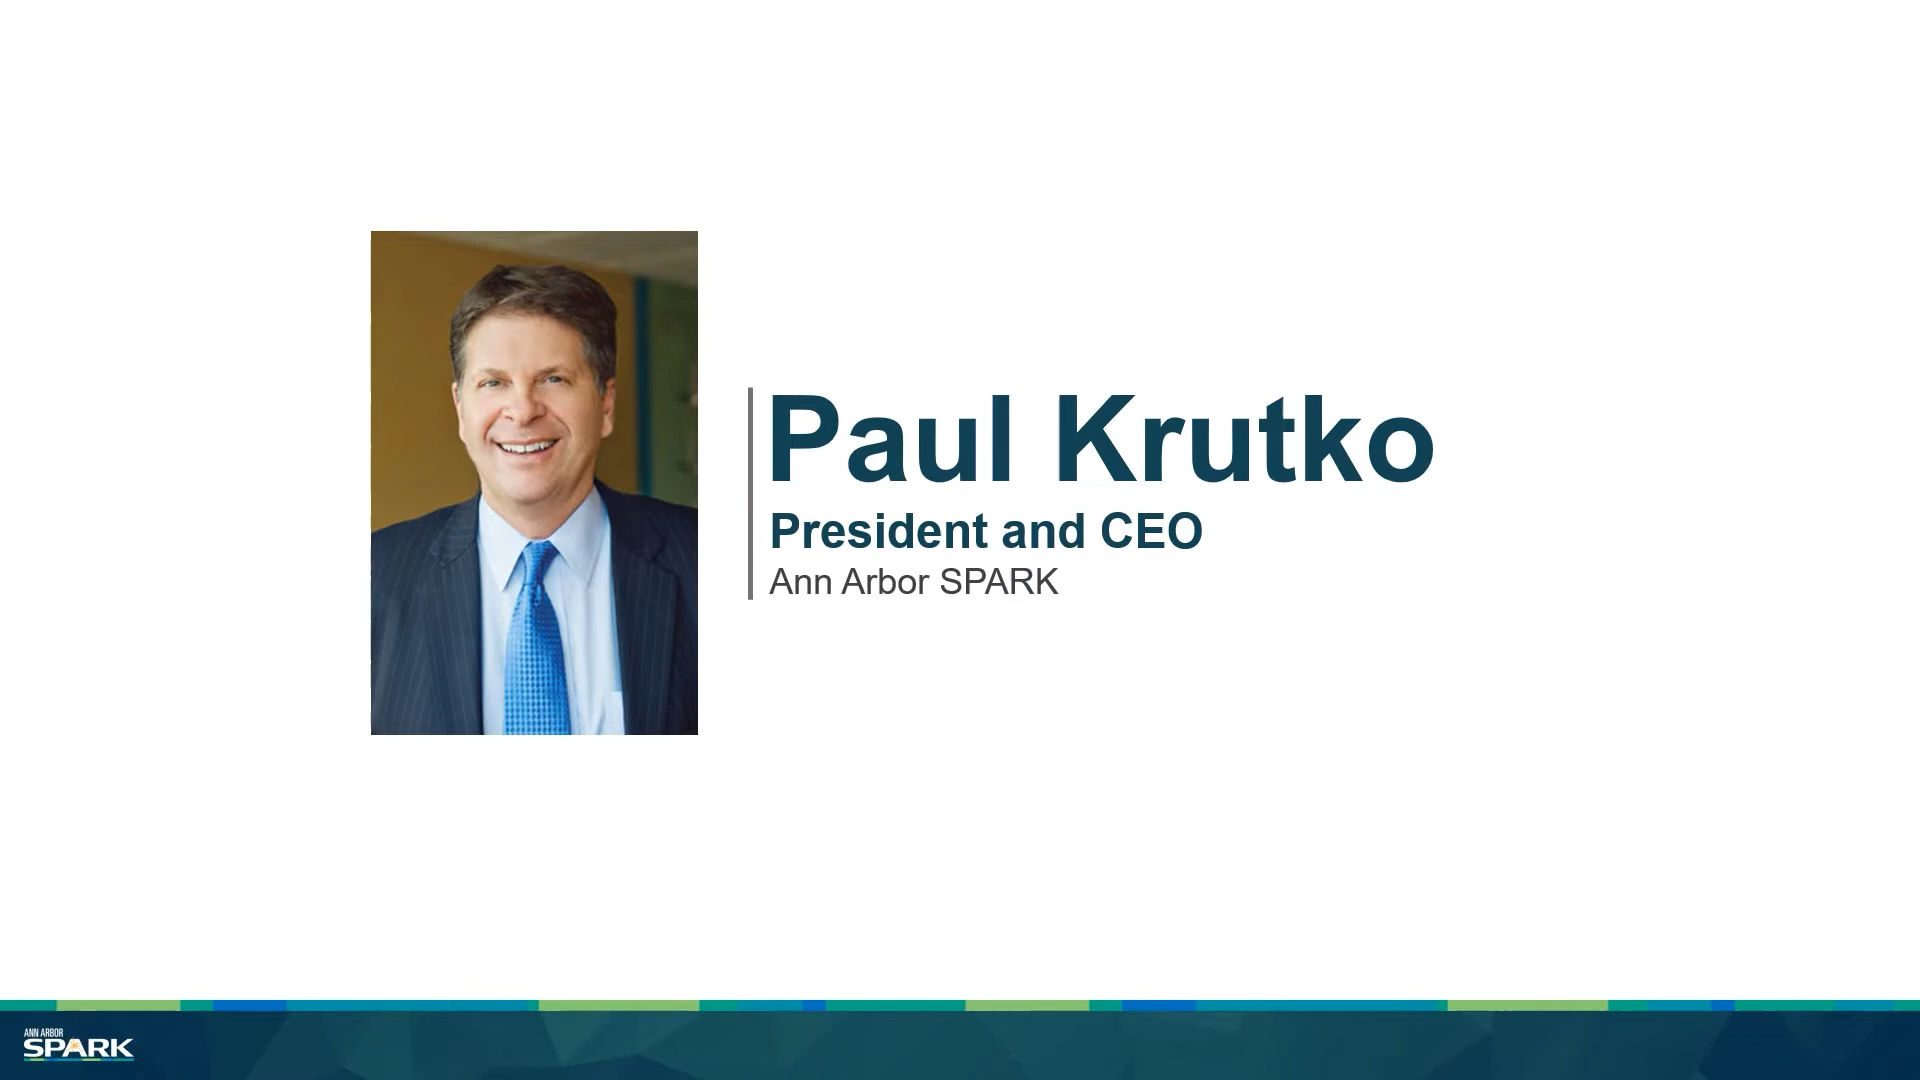 Paul Krutko
President and CEO
Ann Arbor SPARK
ANN ARBOR
SPARK